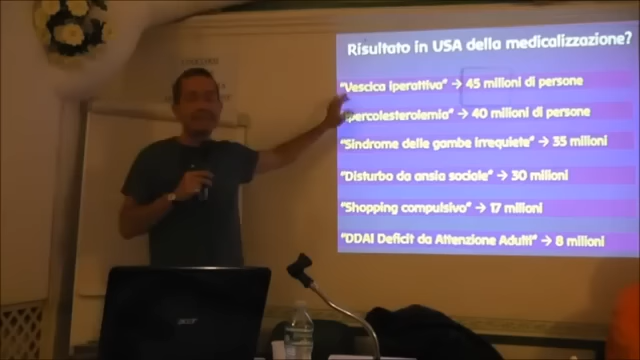 Risultato in USA della medicalizzazione?
"Vescica iperattiva" → 45 milioni di persone
percolesterolemia" → 40 milioni di persone
"Sindrome delle gambe irrequiete" → 35 milioni
"Disturbo da ansia sociale" → 30 milioni
"Shopping compulsivo" → 17 milioni
"DDAI Deficit da Attenzione Adulti" → 8 milioni
acer